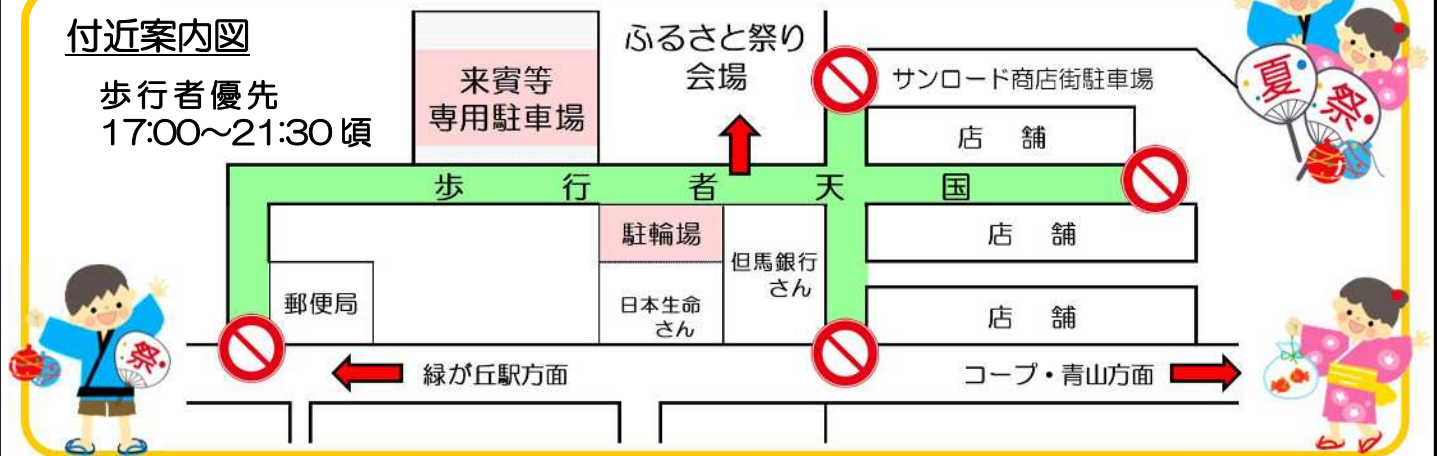 付近案内図
歩行者優先
17:00～21:30頃
来賓等
専用駐車場
ふるさと祭り
会場
サンロード商店街駐車場
夏
祭
店　舗
歩　行　者　天　国
駐輪場
店　舗
但馬銀行
さん
郵便局
日本生命
さん
店　舗
祭
緑が丘駅方面
コープ・青山方面